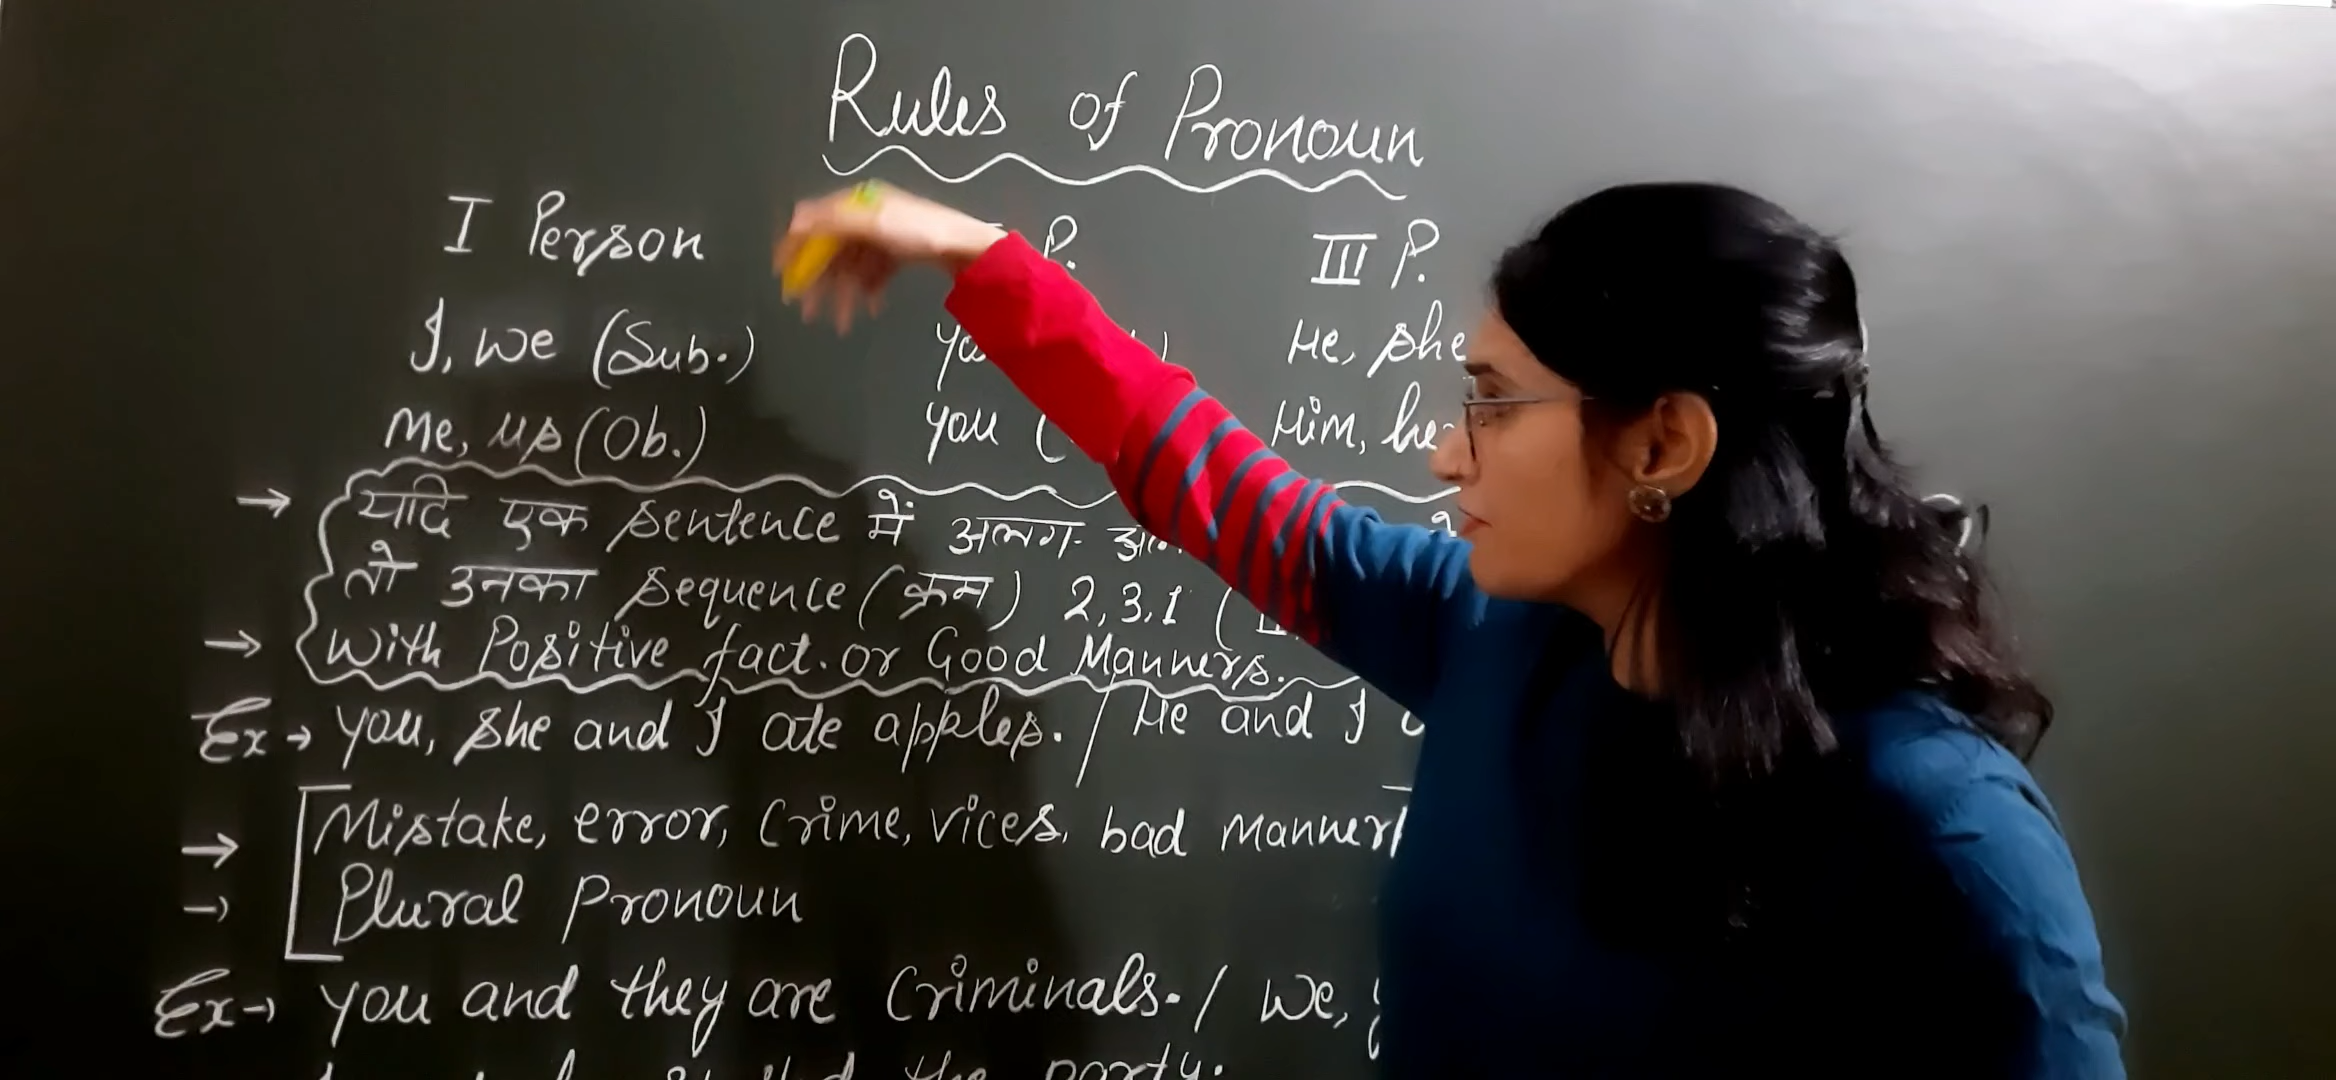 Rules of Pronoun
I Person P. III P.
I, we (Sub.) He, she
Me, us (Ob.) you ( Him, he
→ यदि एक sentence में अलग-
तो उनका sequence (क्रम) 2,3,1 (
→ With Positive fact. or Good Manners.
Ex → you, she and I ate apples. / He and I
→ Mistake, error, Crime, vices, bad manner
→ Plural Pronoun
Ex → you and they are Criminals. / We,
the party.